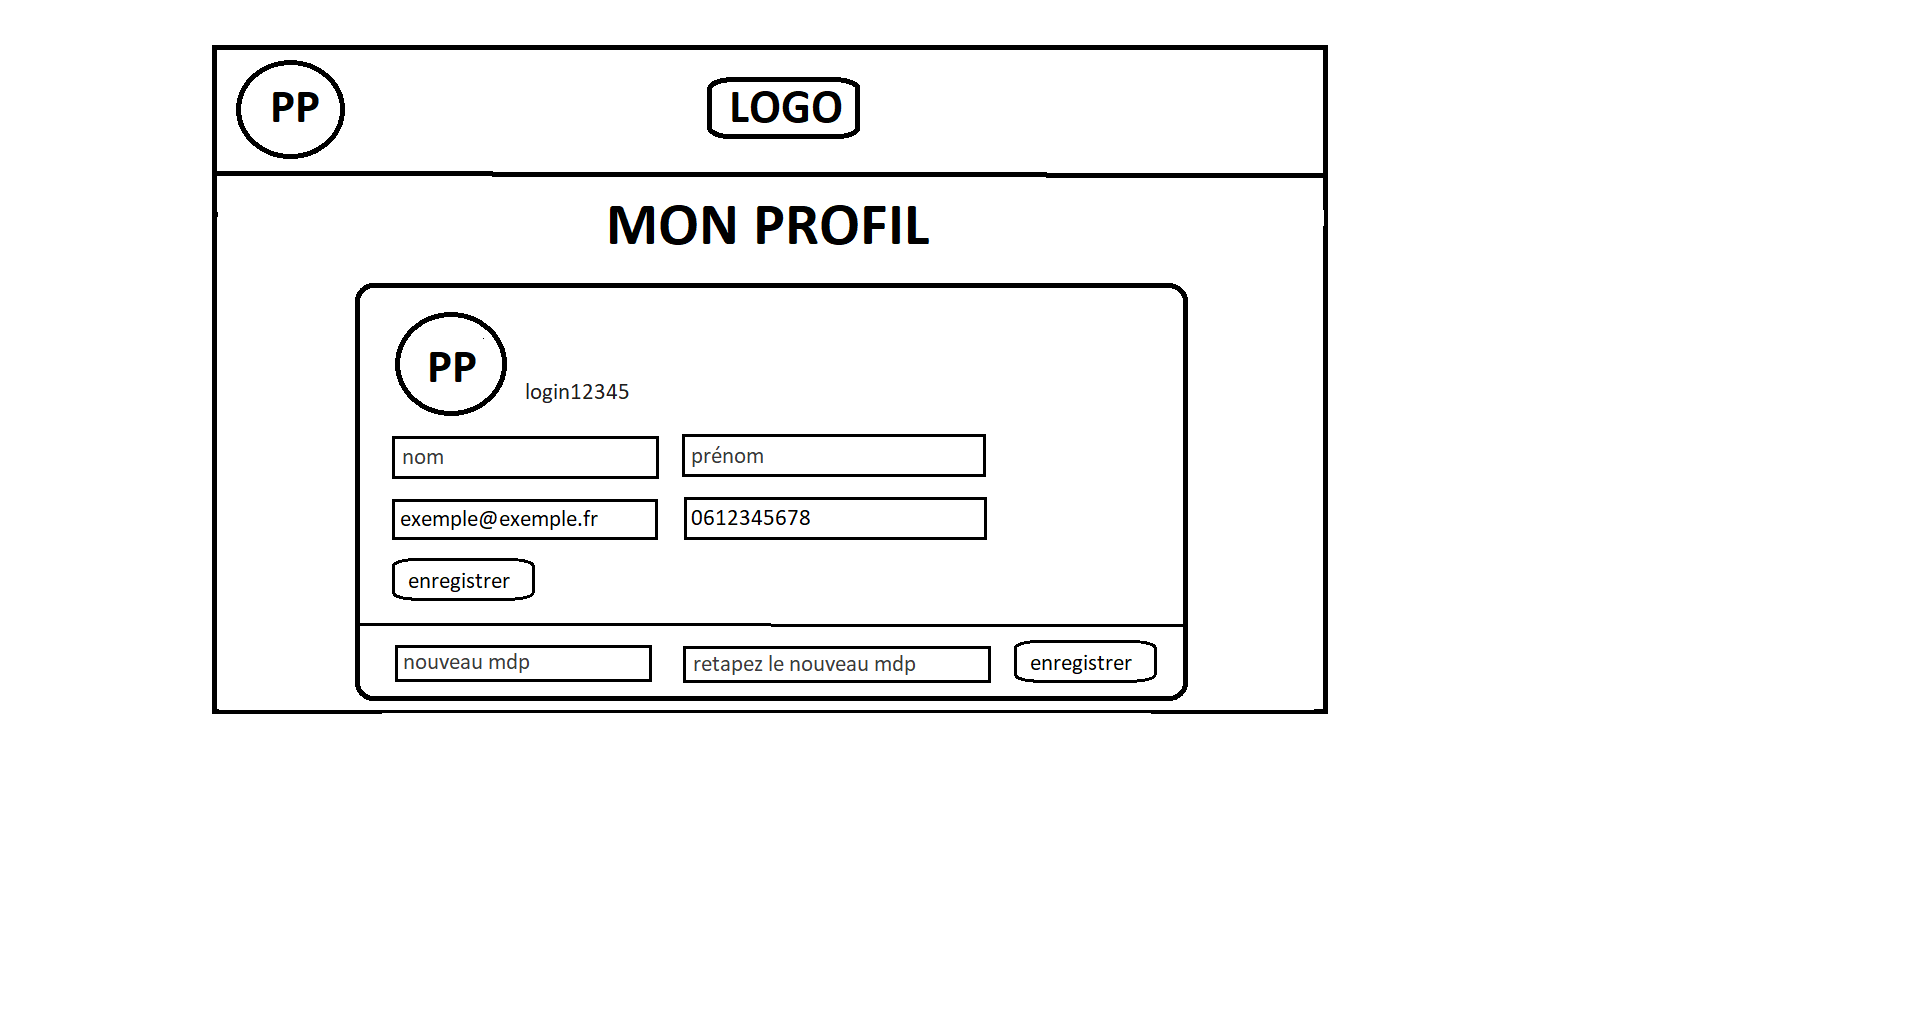 PP
LOGO
MON PROFIL
PP
login12345
nom
prénom
exemple@exemple.fr
0612345678
enregistrer
nouveau mdp
retapez le nouveau mdp
enregistrer